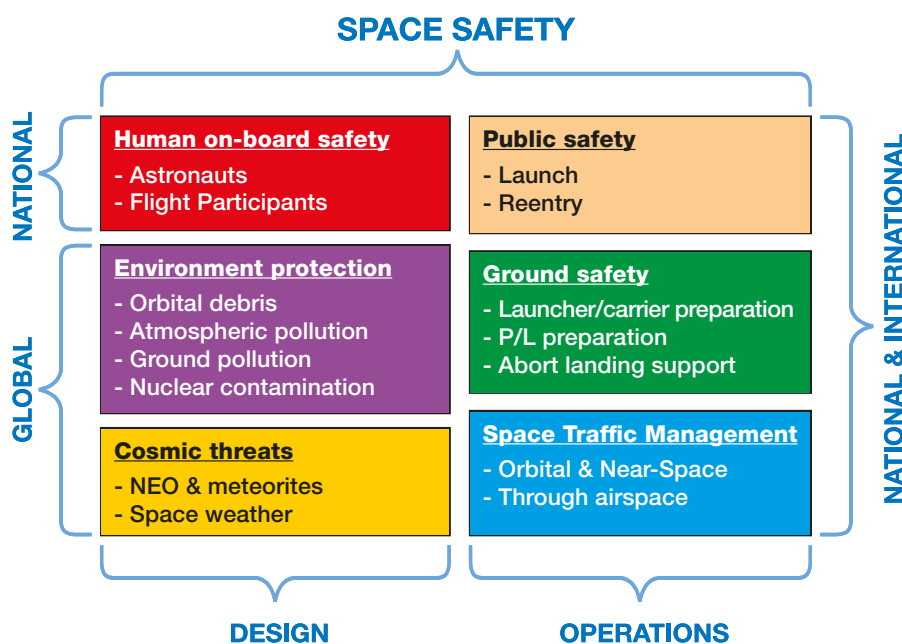 SPACE SAFETY
NATIONAL
Human on-board safety
- Astronauts
- Flight Participants
Public safety
- Launch
- Reentry
GLOBAL
Environment protection
- Orbital debris
- Atmospheric pollution
- Ground pollution
- Nuclear contamination
Ground safety
- Launcher/carrier preparation
- P/L preparation
- Abort landing support
NATIONAL & INTERNATIONAL
Cosmic threats
- NEO & meteorites
- Space weather
Space Traffic Management
- Orbital & Near-Space
- Through airspace
DESIGN
OPERATIONS